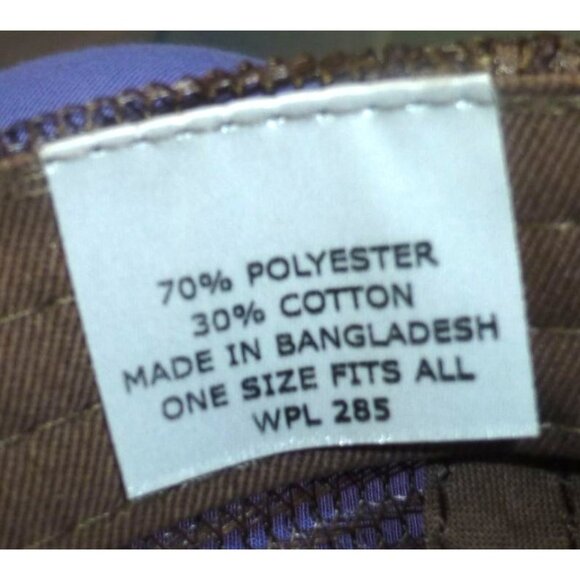 70% POLYESTER
30% COTTON
MADE IN BANGLADESH
ONE SIZE FITS ALL
WPL 285